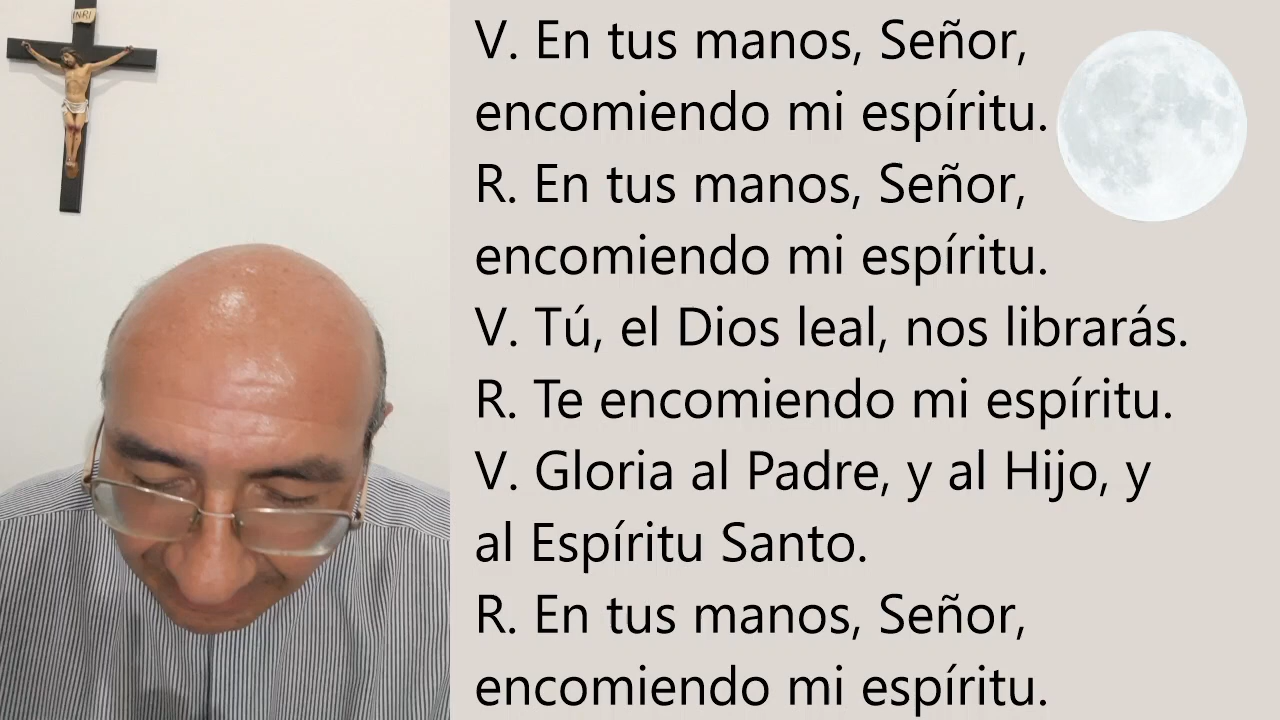 INRI
V. En tus manos, Señor,
encomiendo mi espíritu.
R. En tus manos, Señor,
encomiendo mi espíritu.
V. Tú, el Dios leal, nos librarás.
R. Te encomiendo mi espíritu.
V. Gloria al Padre, y al Hijo, y
al Espíritu Santo.
R. En tus manos, Señor,
encomiendo mi espíritu.